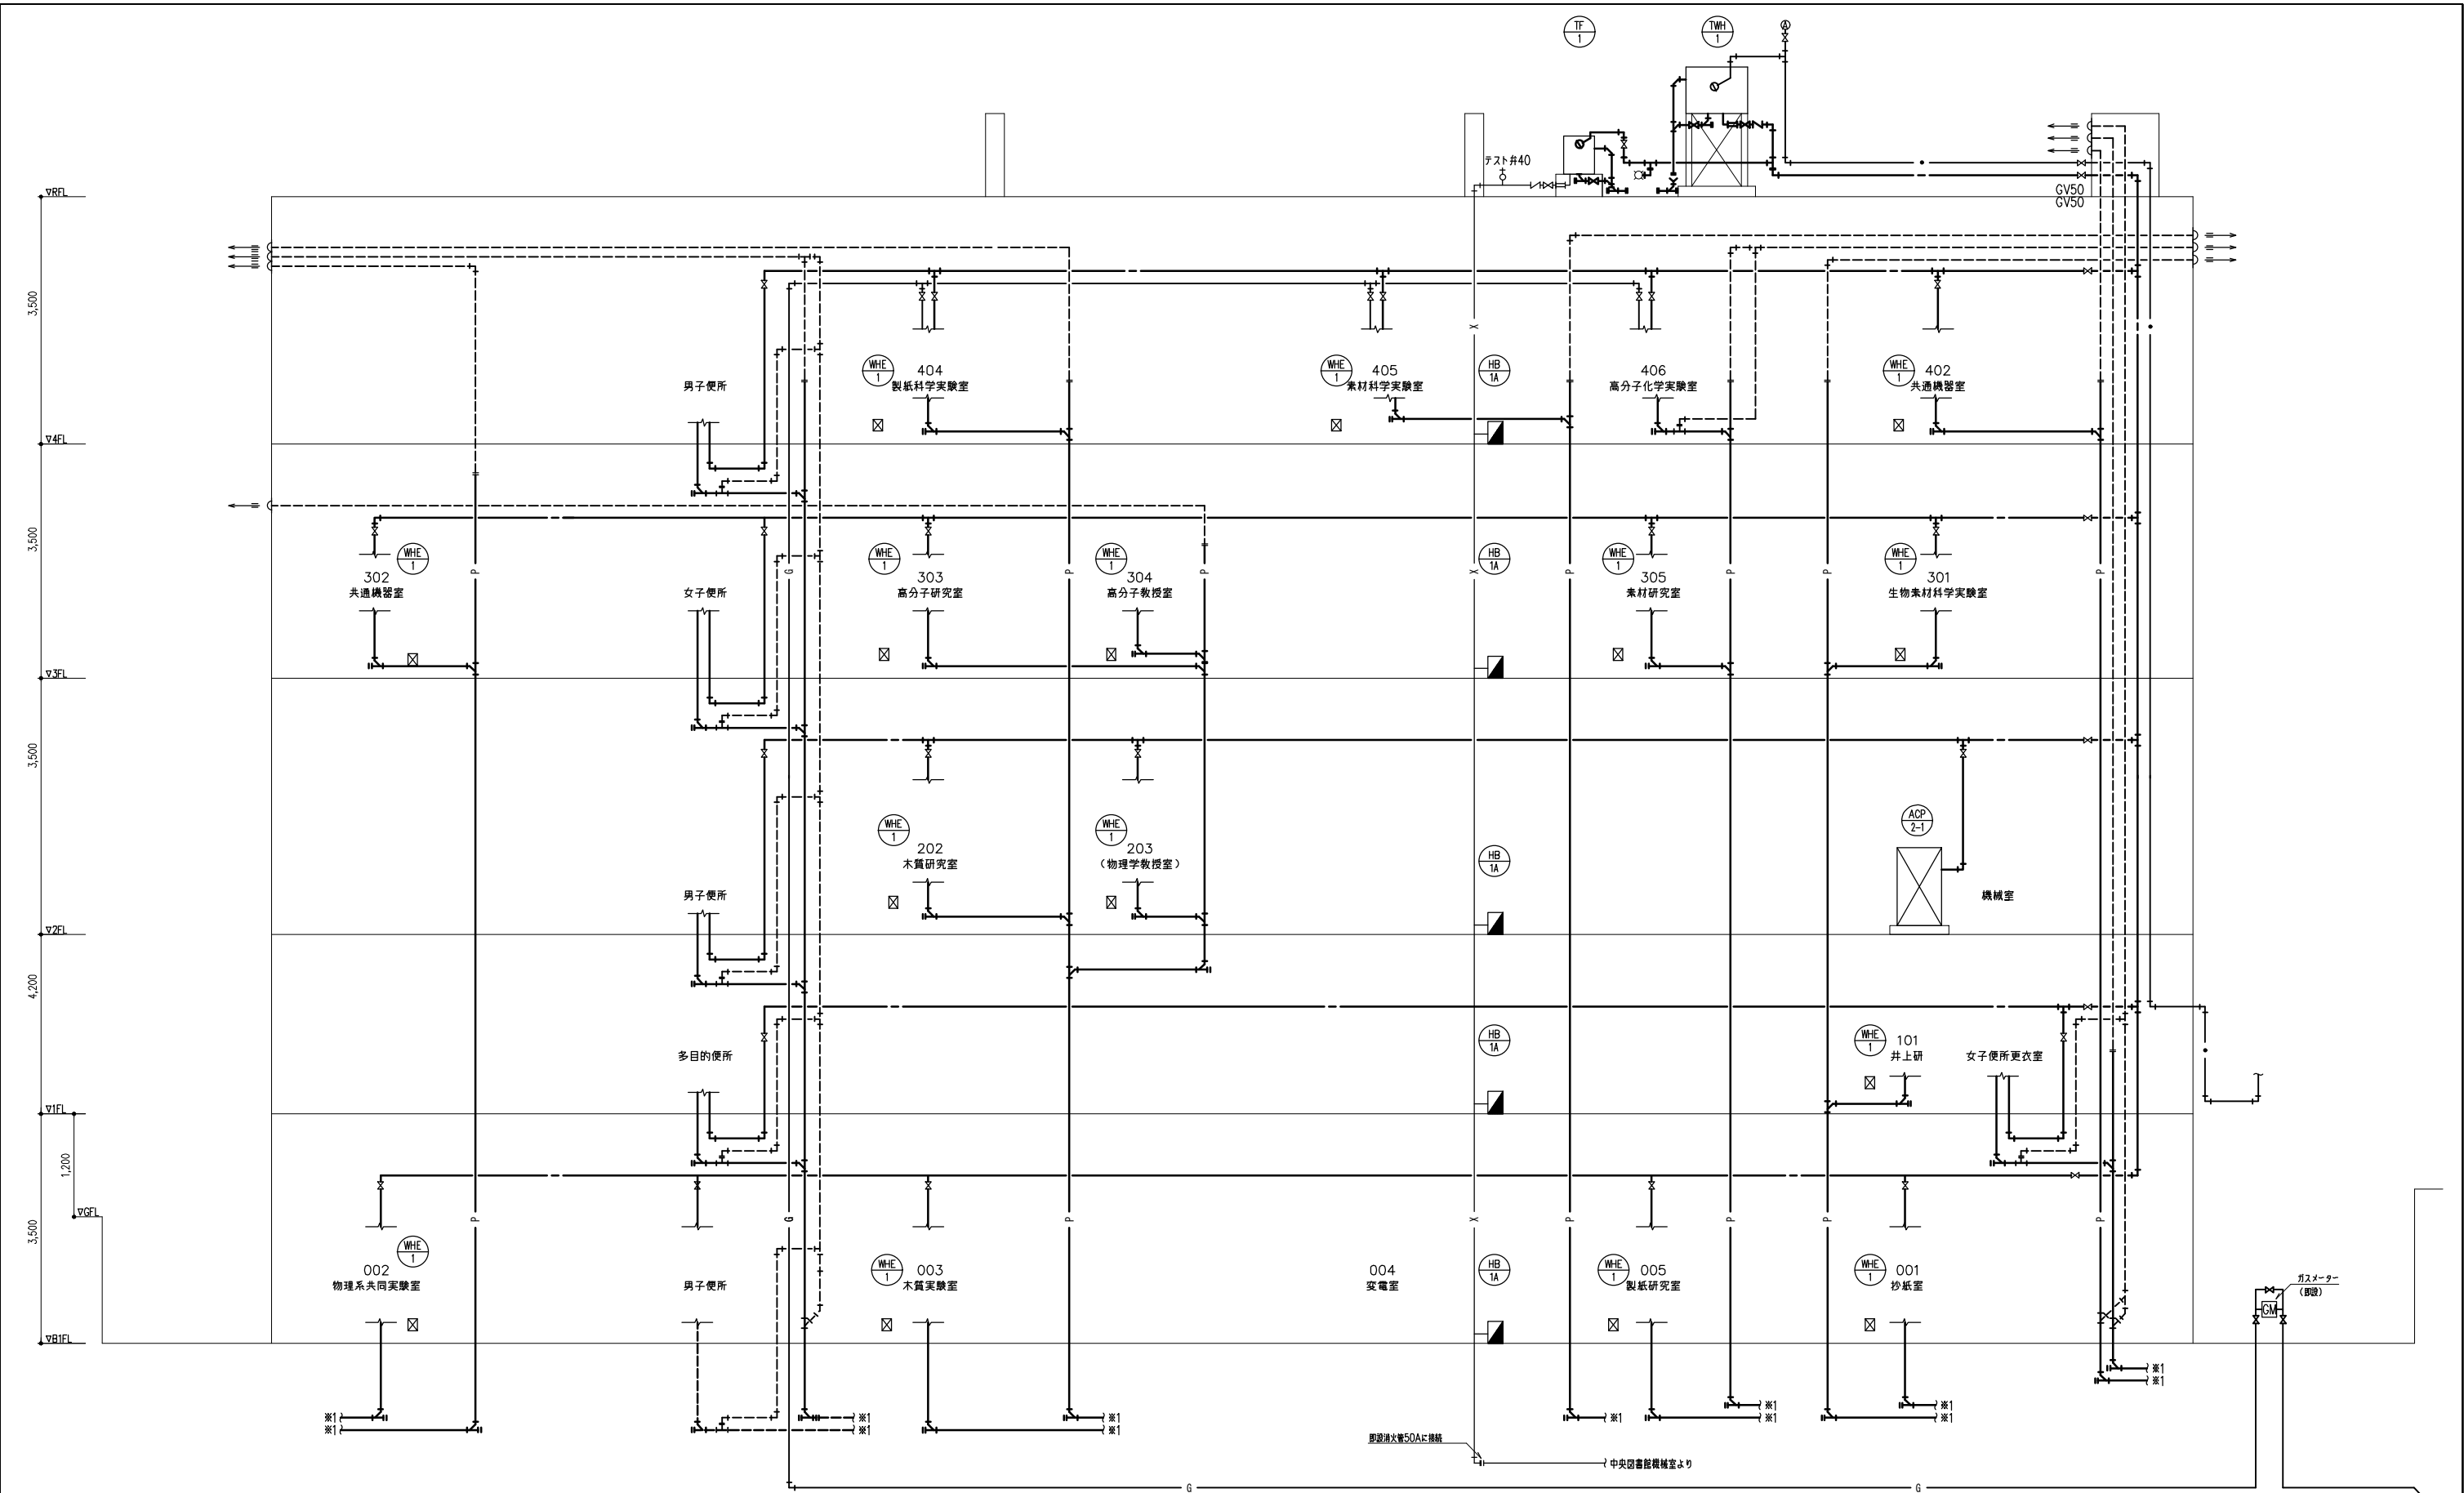 TF
1
TWH
1
A
テスト弁40
▽RFL
GV50
GV50
3,500
WHE
1
404
製紙科学実験室
男子便所
WHE
1
405
素材科学実験室
X
HB
1A
406
高分子化学実験室
WHE
1
402
共通機器室
▽4FL
3,500
WHE
1
302
共通機器室
P
女子便所
G
WHE
1
303
高分子研究室
P
WHE
1
304
高分子教授室
P
X
HB
1A
P
WHE
1
305
素材研究室
P
P
WHE
1
301
生物素材科学実験室
P
▽3FL
3,500
男子便所
WHE
1
202
木質研究室
WHE
1
203
(物理学教授室)
HB
1A
ACP
2-1
機械室
▽2FL
4,200
多目的便所
HB
1A
WHE
1
101
井上研
女子便所更衣室
▽1FL
1,200
▽GFL
3,500
P
G
P
X
P
P
P
P
WHE
1
002
物理系共同実験室
男子便所
WHE
1
003
木質実験室
004
変電室
HB
1A
WHE
1
005
製紙研究室
WHE
1
001
抄紙室
ガスメーター
(既設)
GM
▽B1FL
※1
※1
※1
※1
※1
※1
※1
※1
※1
※1
※1
※1
※1
既設消火管50Aに接続
中央図書館機械室より
G
G